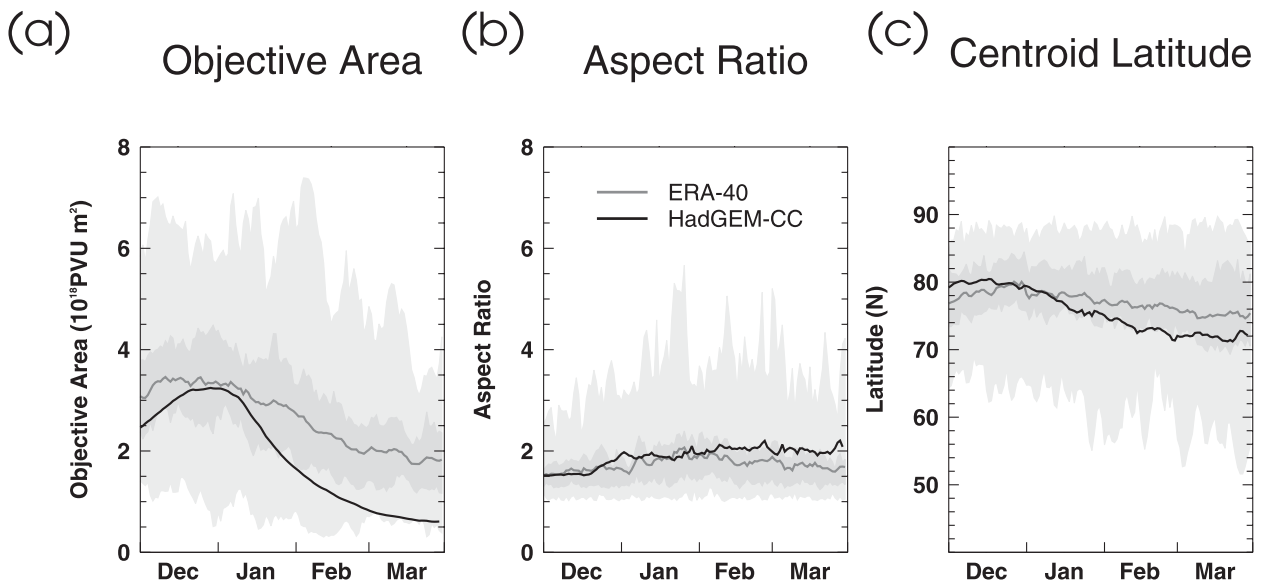 (a)
Objective Area
Objective Area (10¹⁸PVU m²)
8
6
4
2
0
Dec Jan Feb Mar
(b)
Aspect Ratio
Aspect Ratio
8
6
4
2
0
ERA-40
HadGEM-CC
Dec Jan Feb Mar
(c)
Centroid Latitude
Latitude (N)
90
80
70
60
50
Dec Jan Feb Mar